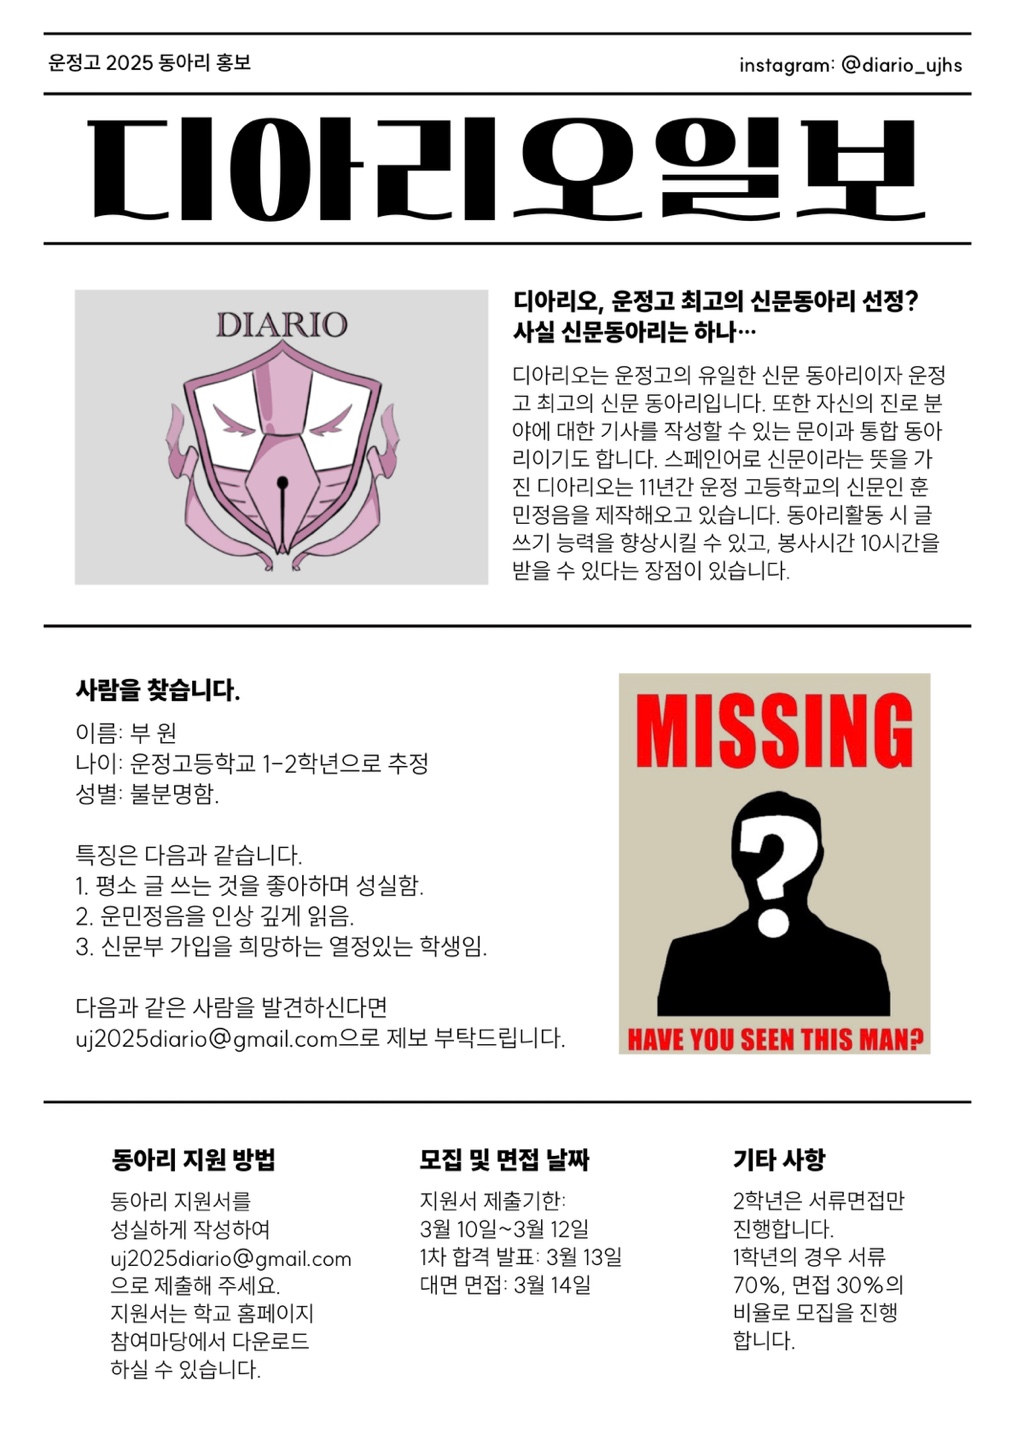 운정고 2025 동아리 홍보
instagram: @diario_ujhs
디아리오일보
DIARIO
디아리오, 운정고 최고의 신문동아리 선정?
사실 신문동아리는 하나…
디아리오는 운정고의 유일한 신문 동아리이자 운정
고 최고의 신문 동아리입니다. 또한 자신의 진로 분
야에 대한 기사를 작성할 수 있는 문이과 통합 동아
리이기도 합니다. 스페인어로 신문이라는 뜻을 가
진 디아리오는 11년간 운정 고등학교의 신문인 훈
민정음을 제작해오고 있습니다. 동아리활동 시 글
쓰기 능력을 향상시킬 수 있고, 봉사시간 10시간을
받을 수 있다는 장점이 있습니다.
사람을 찾습니다.
이름: 부 원
나이: 운정고등학교 1-2학년으로 추정
성별: 불분명함.
특징은 다음과 같습니다.
1. 평소 글 쓰는 것을 좋아하며 성실함.
2. 운민정음을 인상 깊게 읽음.
3. 신문부 가입을 희망하는 열정있는 학생임.
다음과 같은 사람을 발견하신다면
uj2025diario@gmail.com으로 제보 부탁드립니다.
MISSING
?
HAVE YOU SEEN THIS MAN?
동아리 지원 방법
동아리 지원서를
성실하게 작성하여
uj2025diario@gmail.com
으로 제출해 주세요.
지원서는 학교 홈페이지
참여마당에서 다운로드
하실 수 있습니다.
모집 및 면접 날짜
지원서 제출기한:
3월 10일~3월 12일
1차 합격 발표: 3월 13일
대면 면접: 3월 14일
기타 사항
2학년은 서류면접만
진행합니다.
1학년의 경우 서류
70%, 면접 30%의
비율로 모집을 진행
합니다.